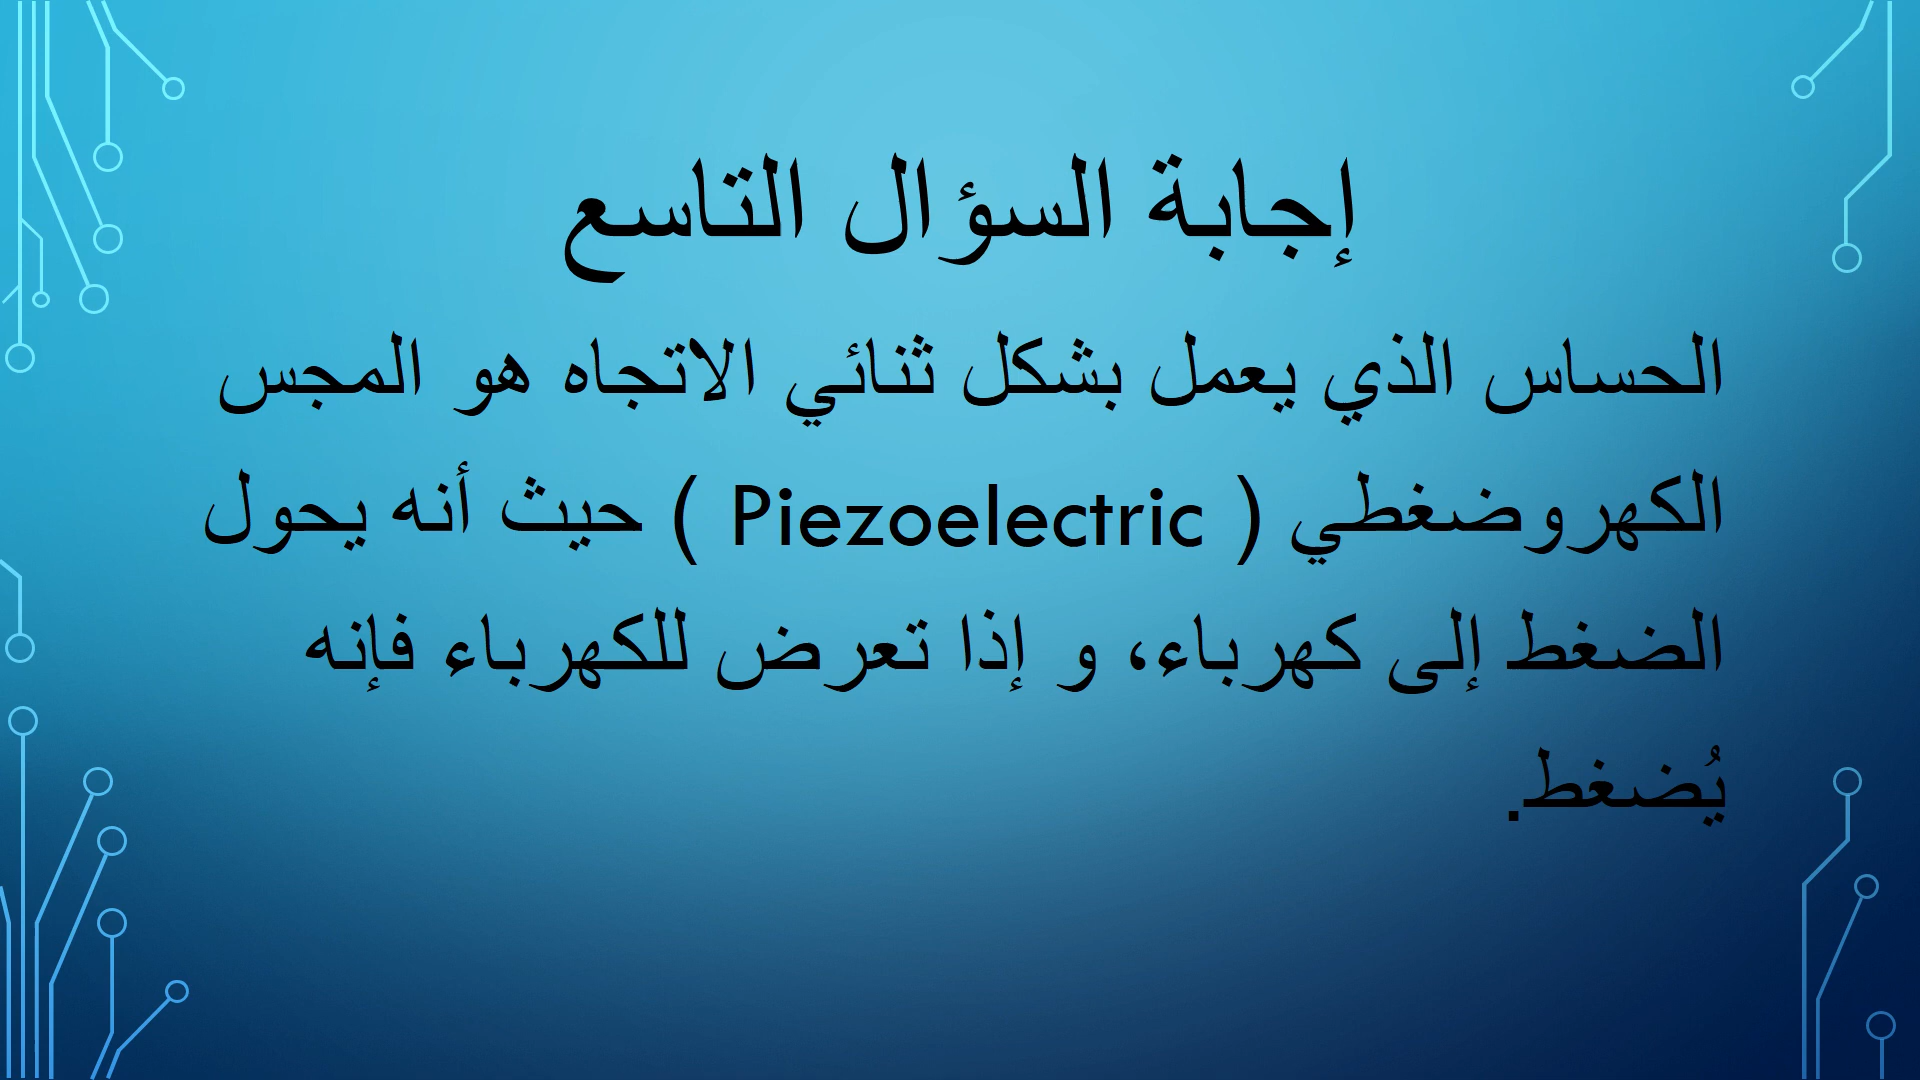 إجابة السؤال التاسع
الحساس الذي يعمل بشكل ثنائي الاتجاه هو المجس
الكهروضغطي ( Piezoelectric ) حيث أنه يحول
الضغط إلى كهرباء، و إذا تعرض للكهرباء فإنه
يُضغط.